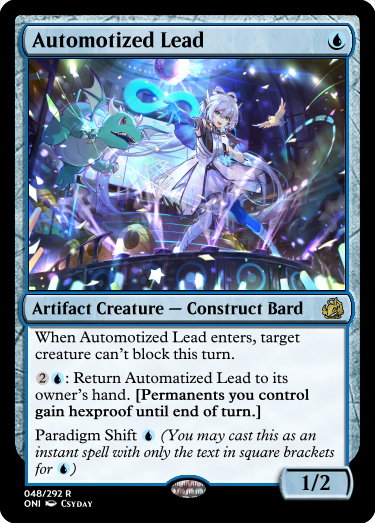 Automotized Lead
Artifact Creature — Construct Bard
When Automotized Lead enters, target
creature can't block this turn.
2: Return Automatized Lead to its
owner's hand. [Permanents you control
gain hexproof until end of turn.]
Paradigm Shift (You may cast this as an
instant spell with only the text in square brackets
for )
1/2
048/292 R
ONI Csyday